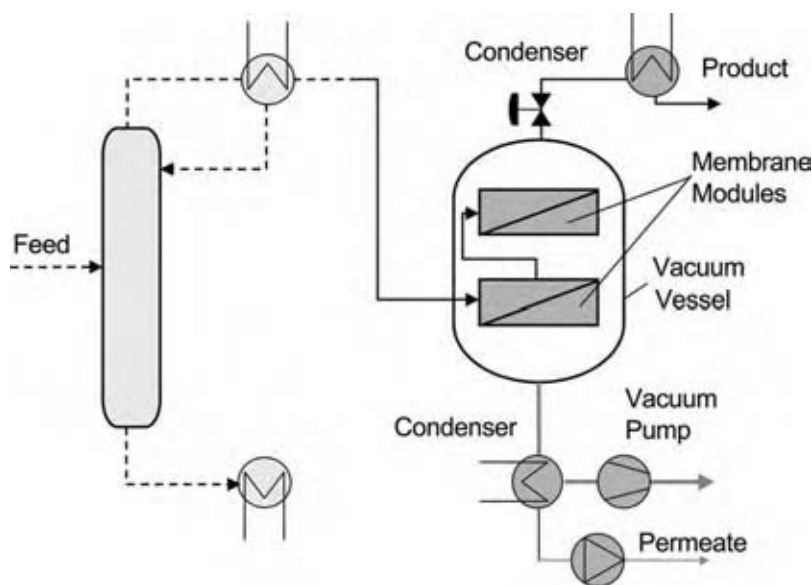 Condenser
Product
Membrane
Modules
Feed
Vacuum
Vessel
Condenser
Vacuum
Pump
Permeate